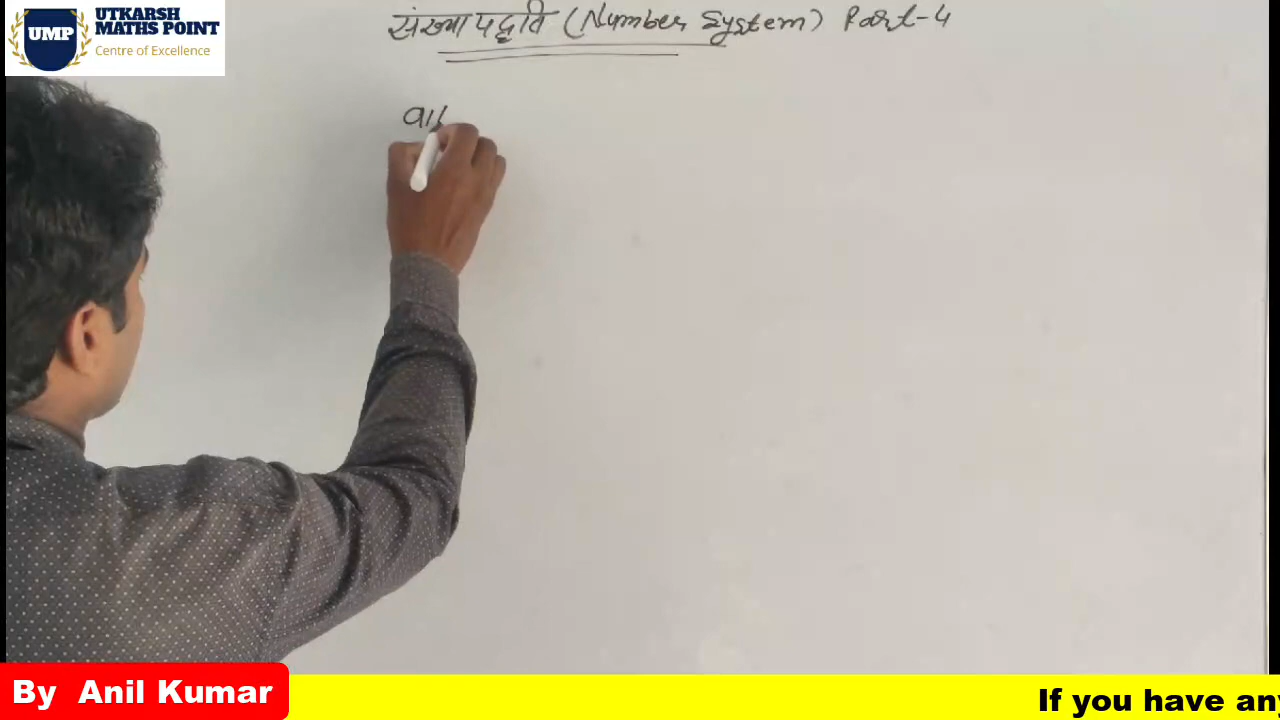 UTKARSH
MATHS POINT
UMP
Centre of Excellence
संख्या पद्धति (Number System) Part-4
By Anil Kumar
If you have any